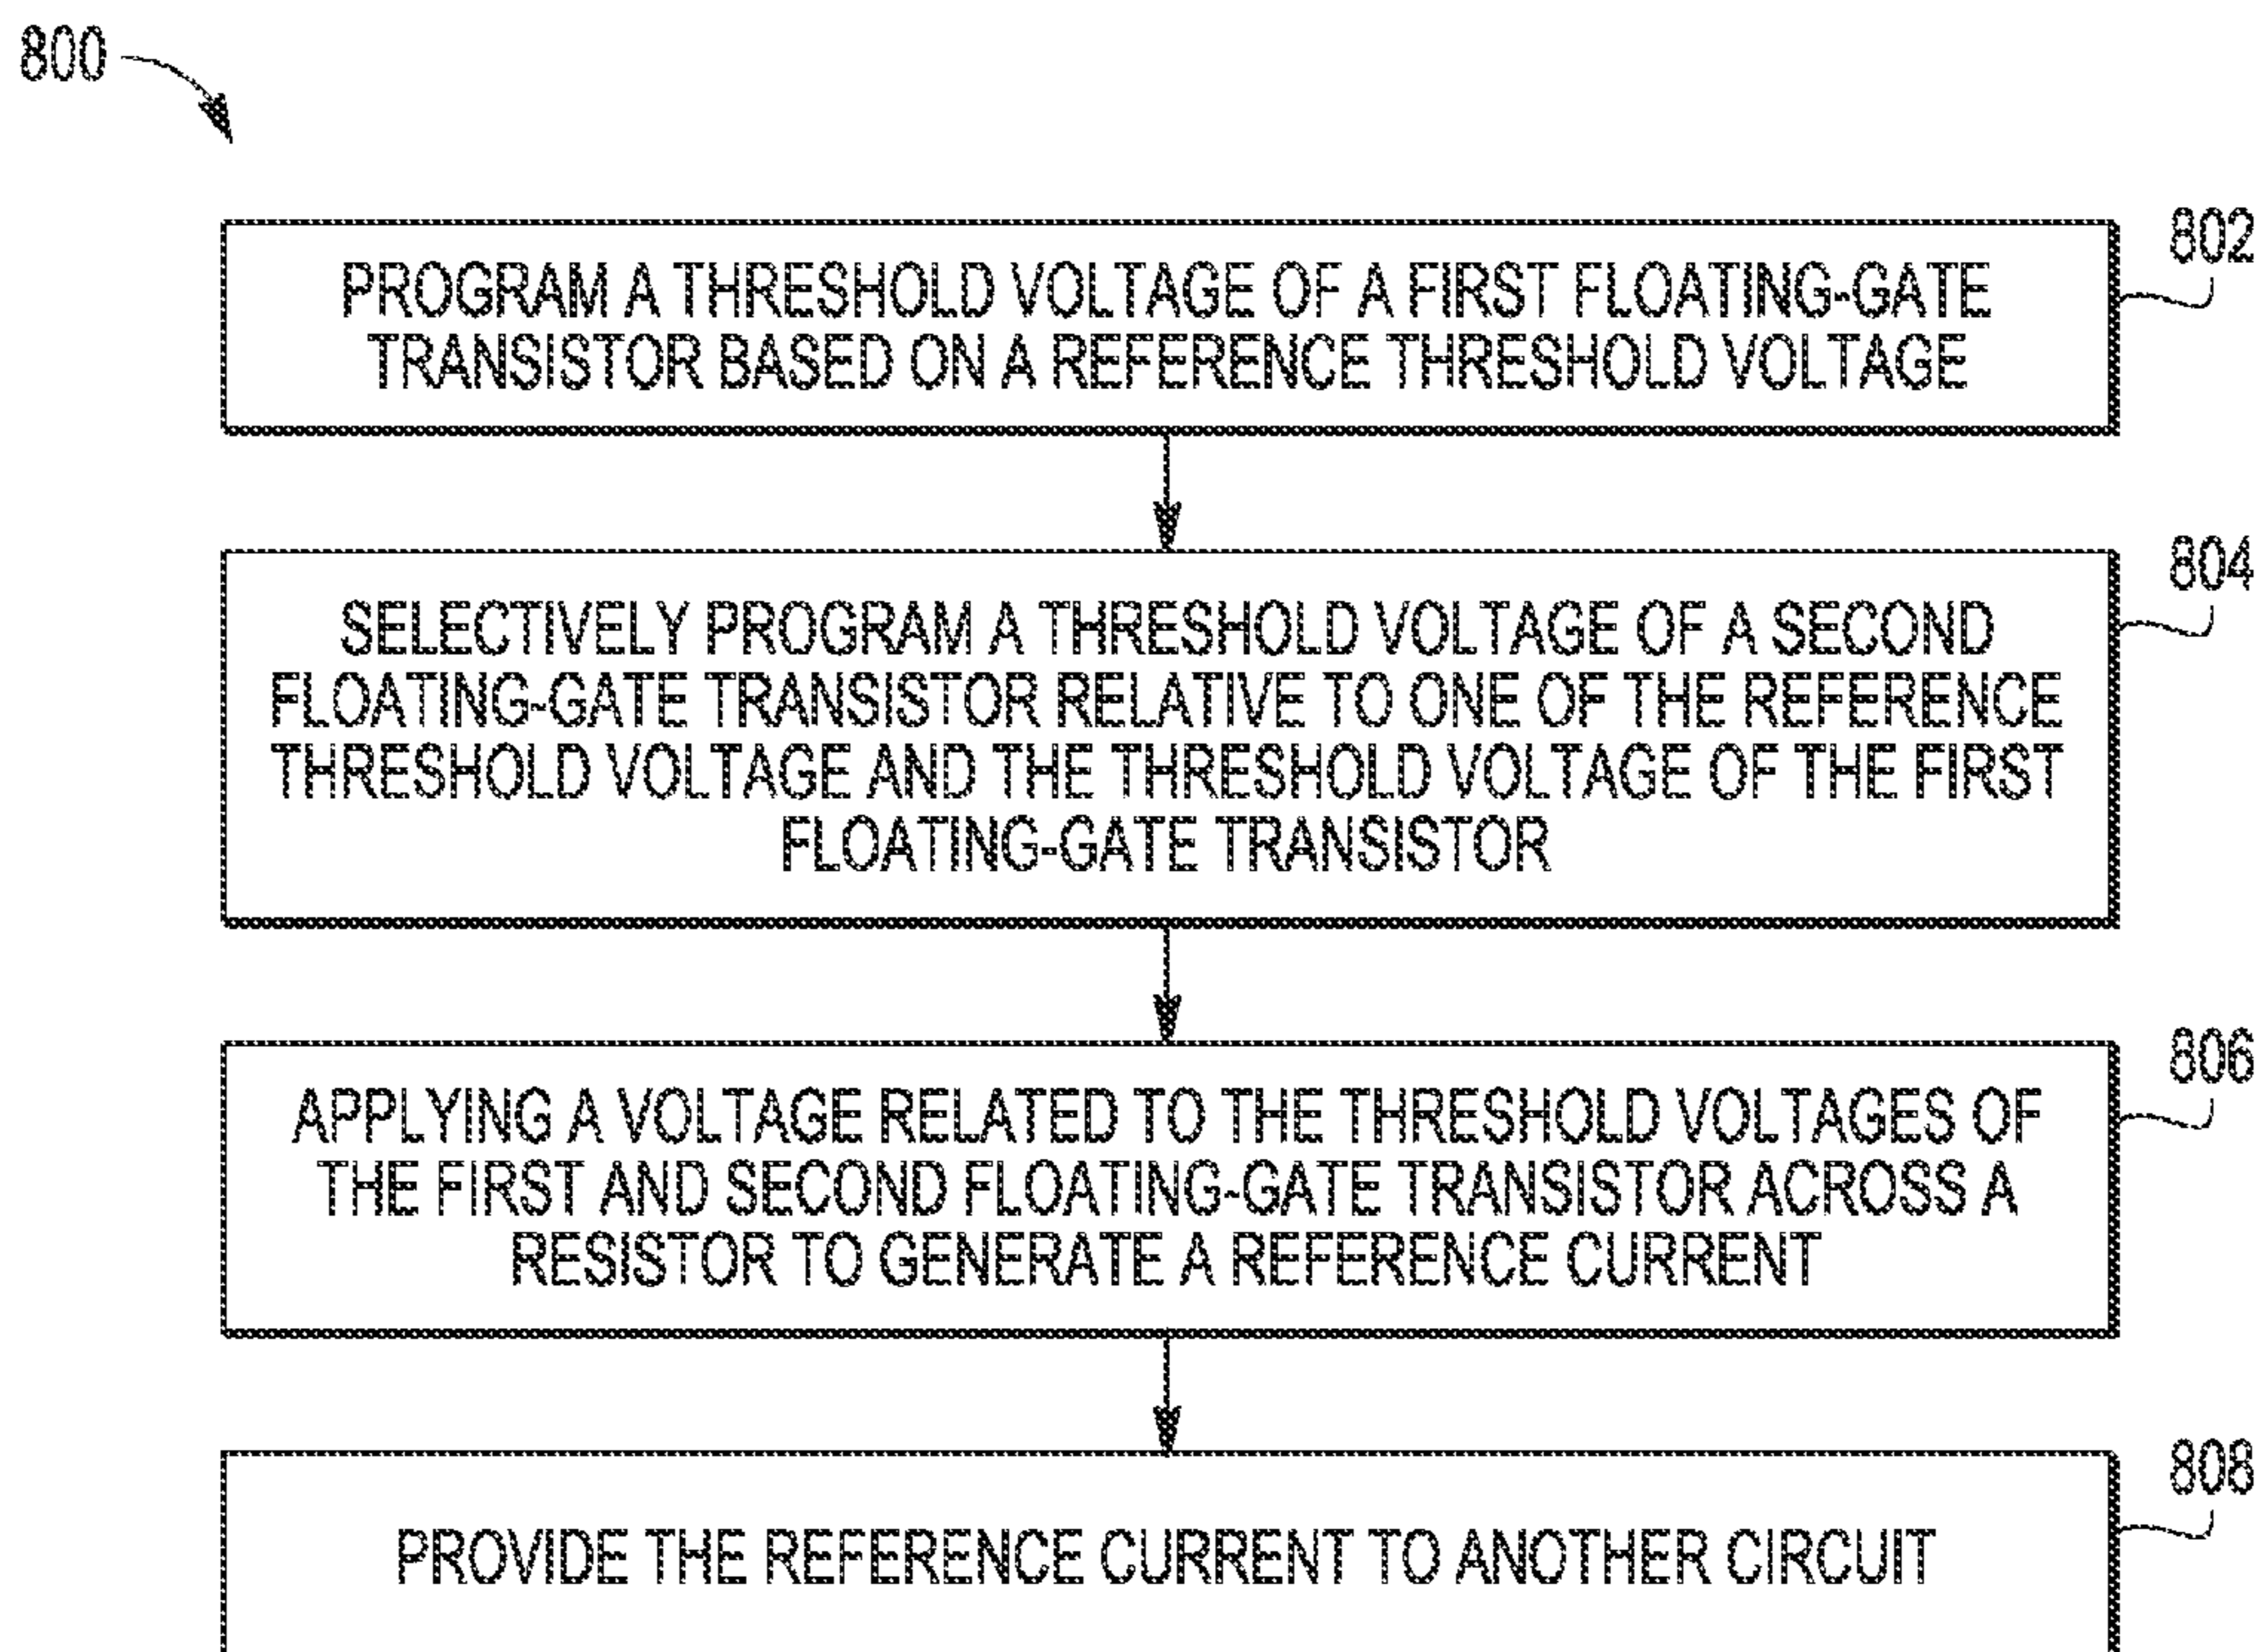 800
802
PROGRAM A THRESHOLD VOLTAGE OF A FIRST FLOATING-GATE
TRANSISTOR BASED ON A REFERENCE THRESHOLD VOLTAGE
804
SELECTIVELY PROGRAM A THRESHOLD VOLTAGE OF A SECOND
FLOATING-GATE TRANSISTOR RELATIVE TO ONE OF THE REFERENCE
THRESHOLD VOLTAGE AND THE THRESHOLD VOLTAGE OF THE FIRST
FLOATING-GATE TRANSISTOR
806
APPLYING A VOLTAGE RELATED TO THE THRESHOLD VOLTAGES OF
THE FIRST AND SECOND FLOATING-GATE TRANSISTOR ACROSS A
RESISTOR TO GENERATE A REFERENCE CURRENT
808
PROVIDE THE REFERENCE CURRENT TO ANOTHER CIRCUIT